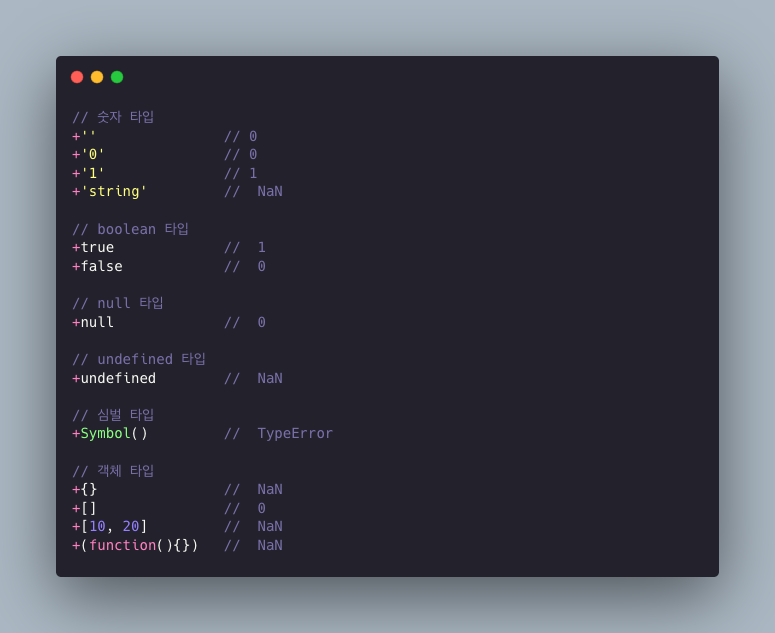 // 숫자 타입
+''               // 0
+'0'              // 0
+'1'              // 1
+'string'         //  NaN
// boolean 타입
+true             //  1
+false            //  0
// null 타입
+null             //  0
// undefined 타입
+undefined        //  NaN
// 심벌 타입
+Symbol()         //  TypeError
// 객체 타입
+{}               //  NaN
+[]               //  0
+[10, 20]         //  NaN
+(function(){})   //  NaN